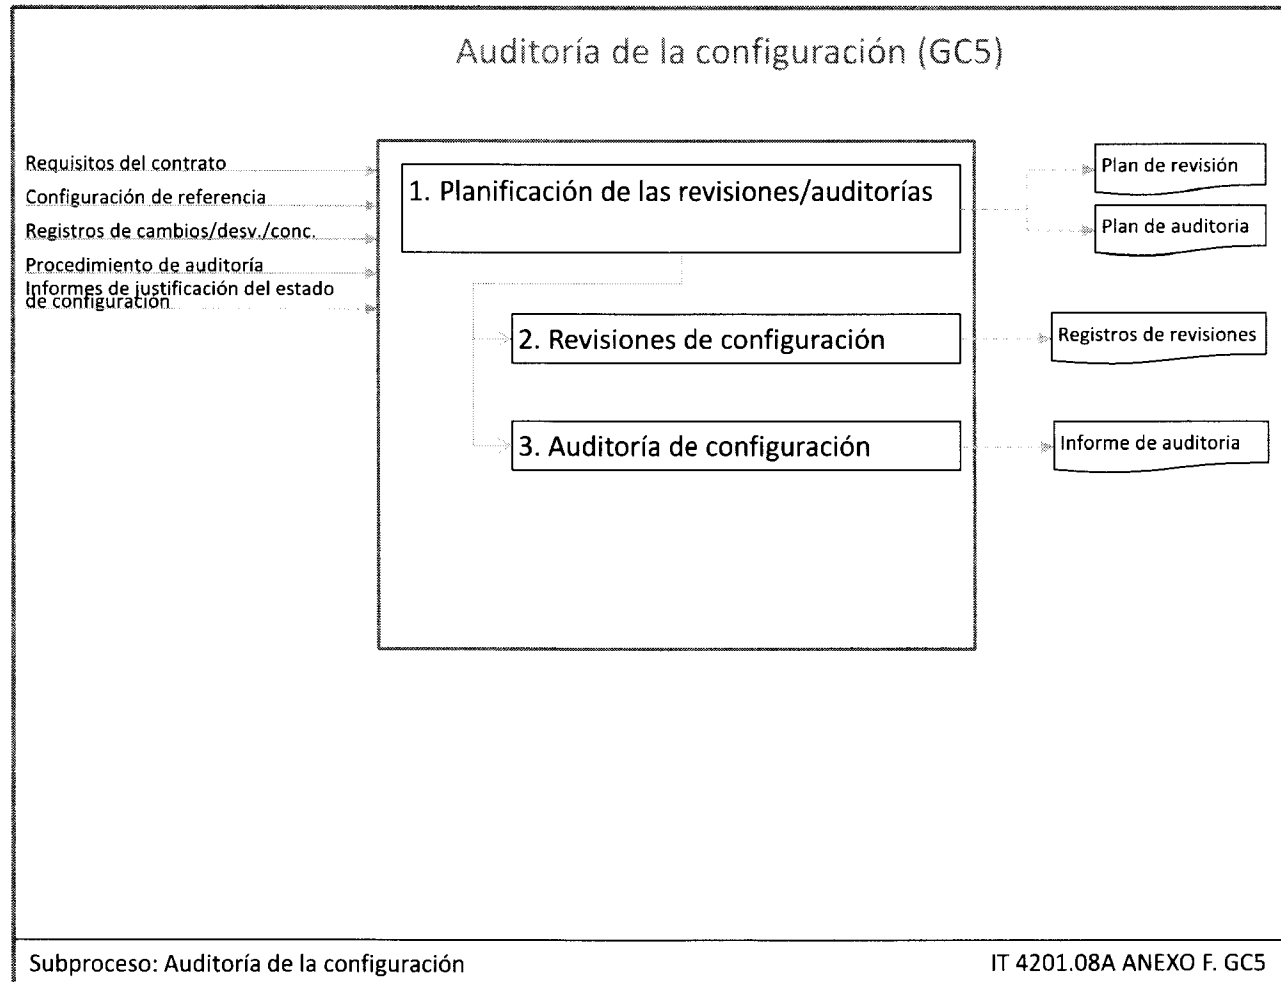 Auditoría de la configuración (GC5)
Requisitos del contrato
Configuración de referencia
Registros de cambios/desv./conc.
Procedimiento de auditoría
Informes de justificación del estado
de configuración
1. Planificación de las revisiones/auditorías
2. Revisiones de configuración
3. Auditoría de configuración
Plan de revisión
Plan de auditoria
Registros de revisiones
Informe de auditoria
Subproceso: Auditoría de la configuración
IT 4201.08A ANEXO F. GC5